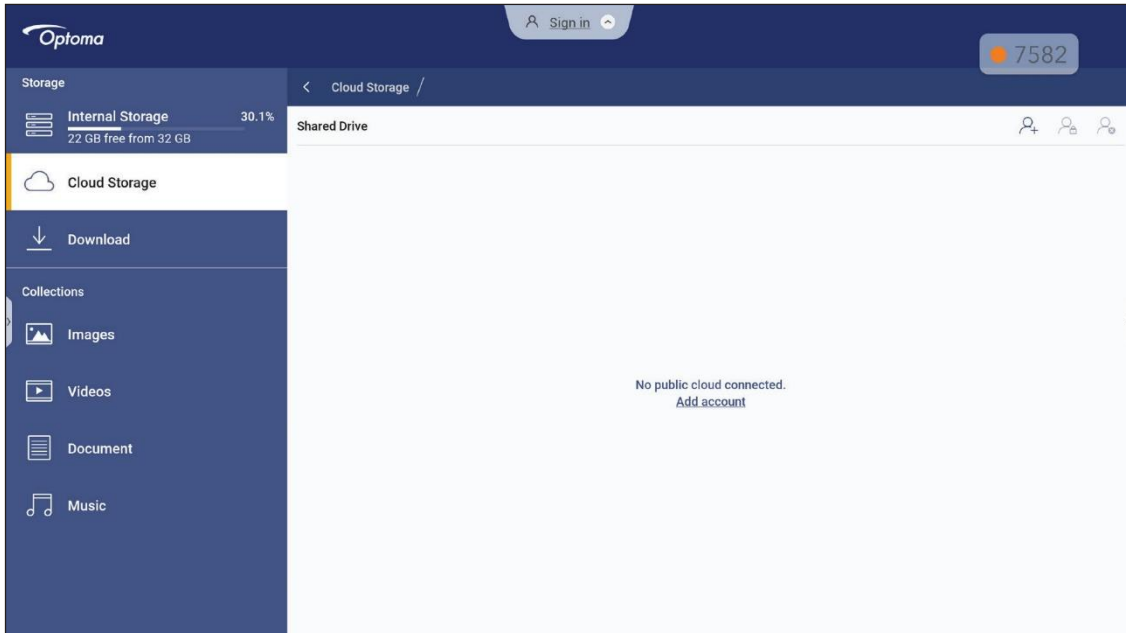 Optoma
Sign in
7582
Storage
Internal Storage 30.1%
22 GB free from 32 GB
Cloud Storage
Download
Collections
Images
Videos
Document
Music
Cloud Storage /
Shared Drive
No public cloud connected.
Add account